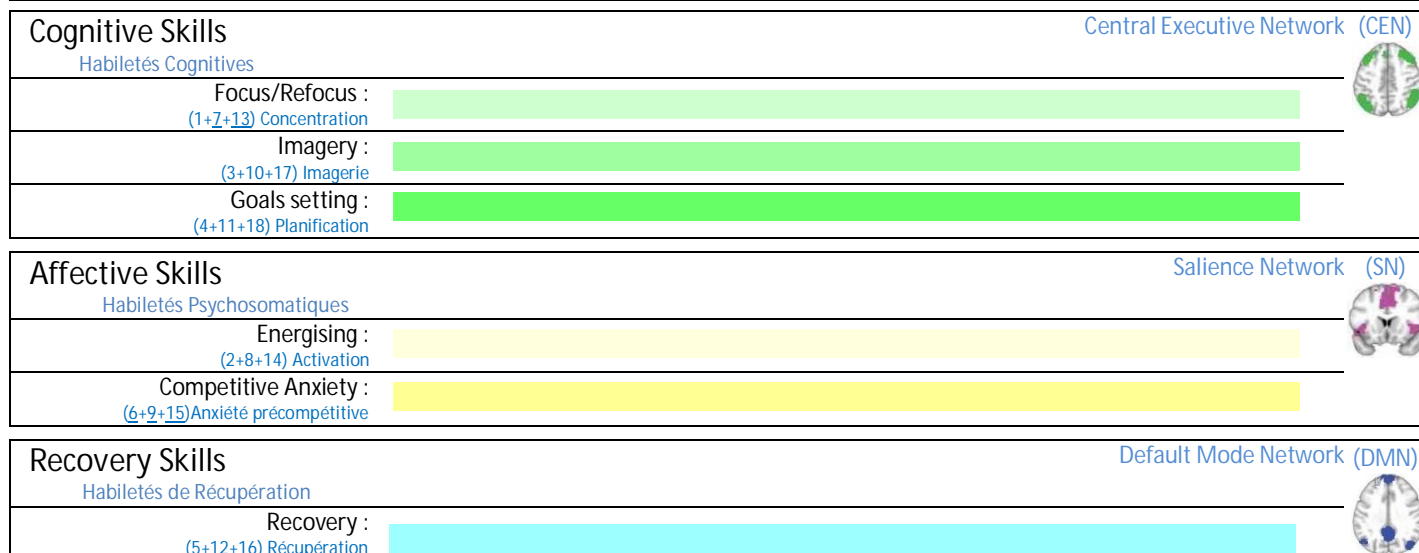 Cognitive Skills Central Executive Network (CEN)
Habiletés Cognitives
Focus/Refocus :
(1+7+13) Concentration
Imagery :
(3+10+17) Imagerie
Goals setting :
(4+11+18) Planification
Affective Skills Salience Network (SN)
Habiletés Psychosomatiques
Energising :
(2+8+14) Activation
Competitive Anxiety :
(6+9+15)Anxiété précompétitive
Recovery Skills Default Mode Network (DMN)
Habiletés de Récupération
Recovery :
(5+12+16) Récupération